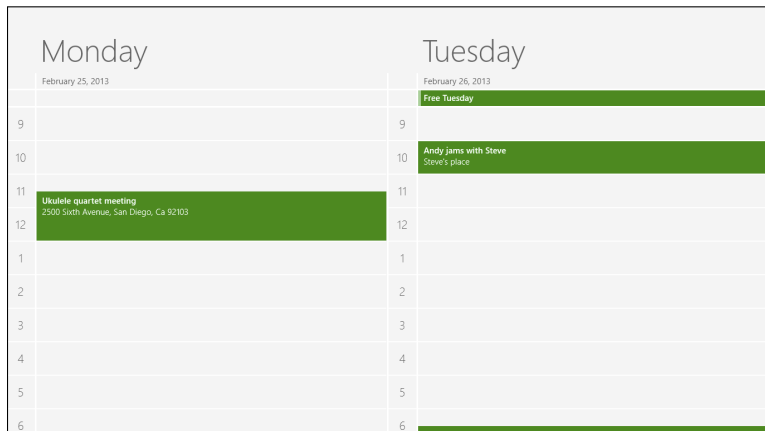 Monday
February 25, 2013
9
10
11
Ukulele quartet meeting
2500 Sixth Avenue, San Diego, Ca 92103
12
1
2
3
4
5
6
Tuesday
February 26, 2013
Free Tuesday
9
Andy jams with Steve
10
Steve's place
11
12
1
2
3
4
5
6